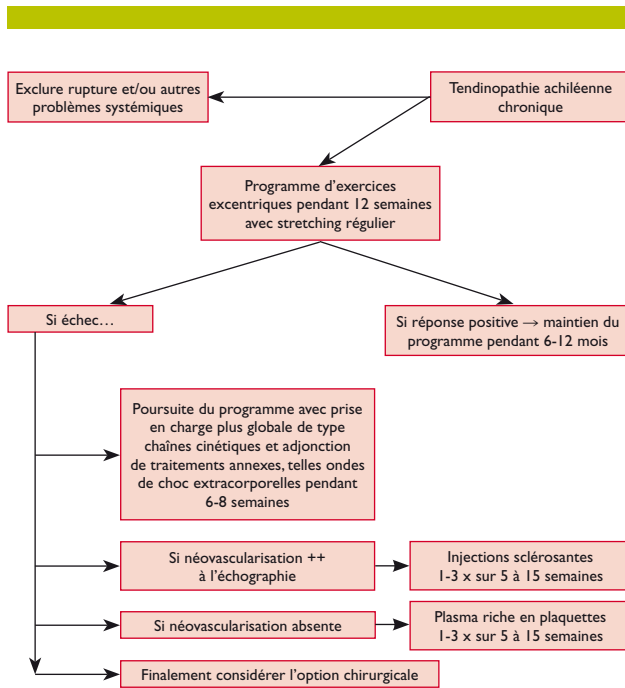 Exclure rupture et/ou autres
problèmes systémiques
Tendinopathie achiléenne
chronique
Programme d'exercices
excentriques pendant 12 semaines
avec stretching régulier
Si échec…
Si réponse positive → maintien du
programme pendant 6-12 mois
Poursuite du programme avec prise
en charge plus globale de type
chaînes cinétiques et adjonction
de traitements annexes, telles ondes
de choc extracorporelles pendant
6-8 semaines
Si néovascularisation ++
à l'échographie
Injections sclérosantes
1-3 x sur 5 à 15 semaines
Si néovascularisation absente
Plasma riche en plaquettes
1-3 x sur 5 à 15 semaines
Finalement considérer l'option chirurgicale